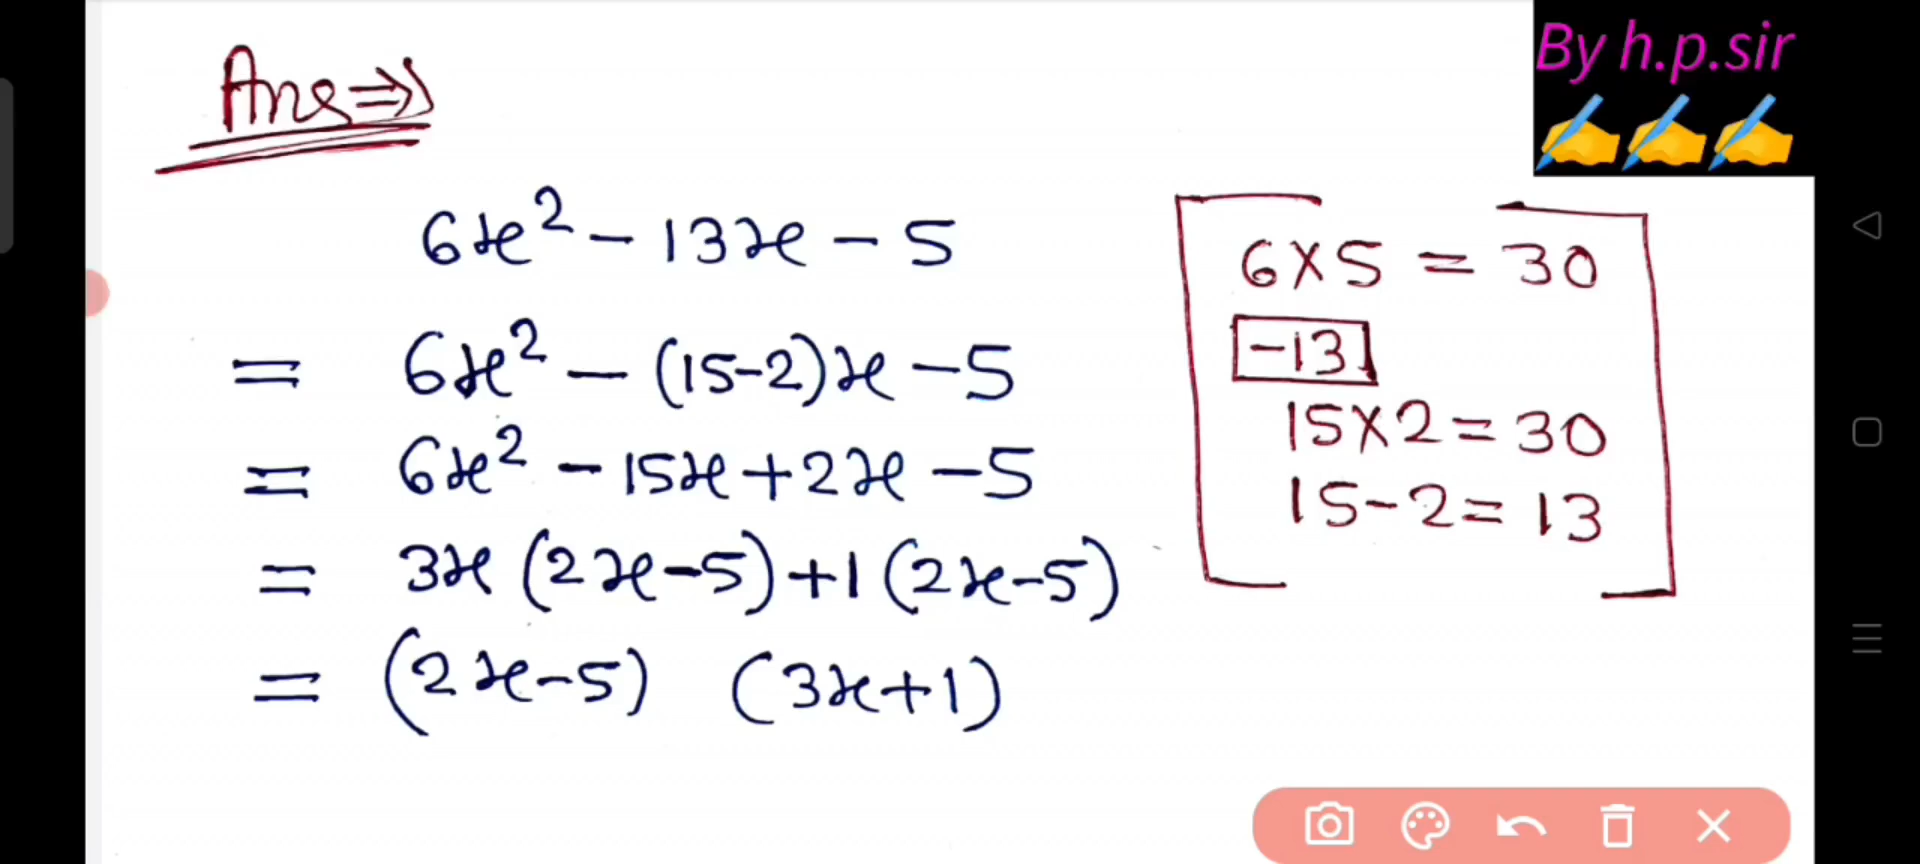 Ans ⇒
By h.p.sir
6x² - 13x - 5
= 6x² - (15-2)x - 5
= 6x² - 15x + 2x - 5
= 3x (2x-5) + 1 (2x-5)
= (2x-5) (3x+1)
6×5 = 30
-13
15×2 = 30
15-2 = 13